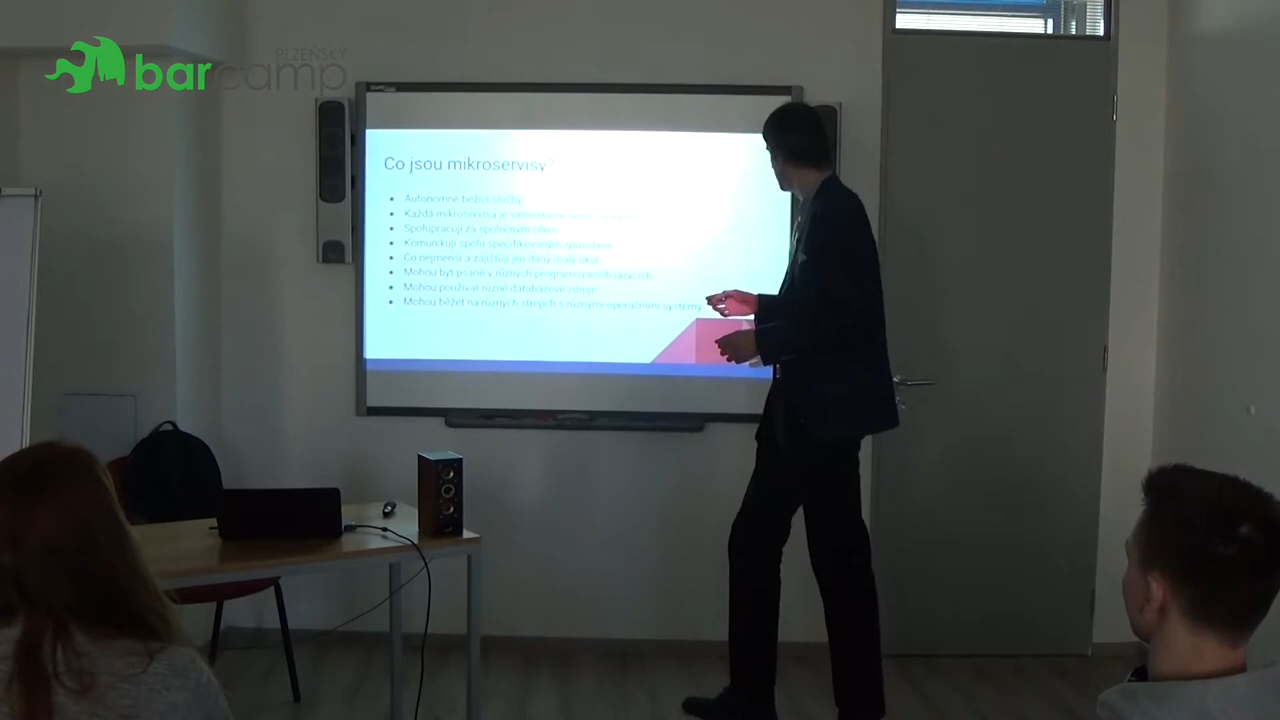 PLZEŇSKÝ
barcamp
Co jsou mikroservisy?
Autonomně běžící služby
Každá mikroservisa je samostatný
Spolupracují za společným cílem
Komunikují spolu specifikovaným způsobem
Co nejmenší a zajišťují jen daný malý úkol
Mohou být psané v různých programovacích jazycích
Mohou používat různé databázové zdroje
Mohou běžet na různých strojích s různými operačními systémy